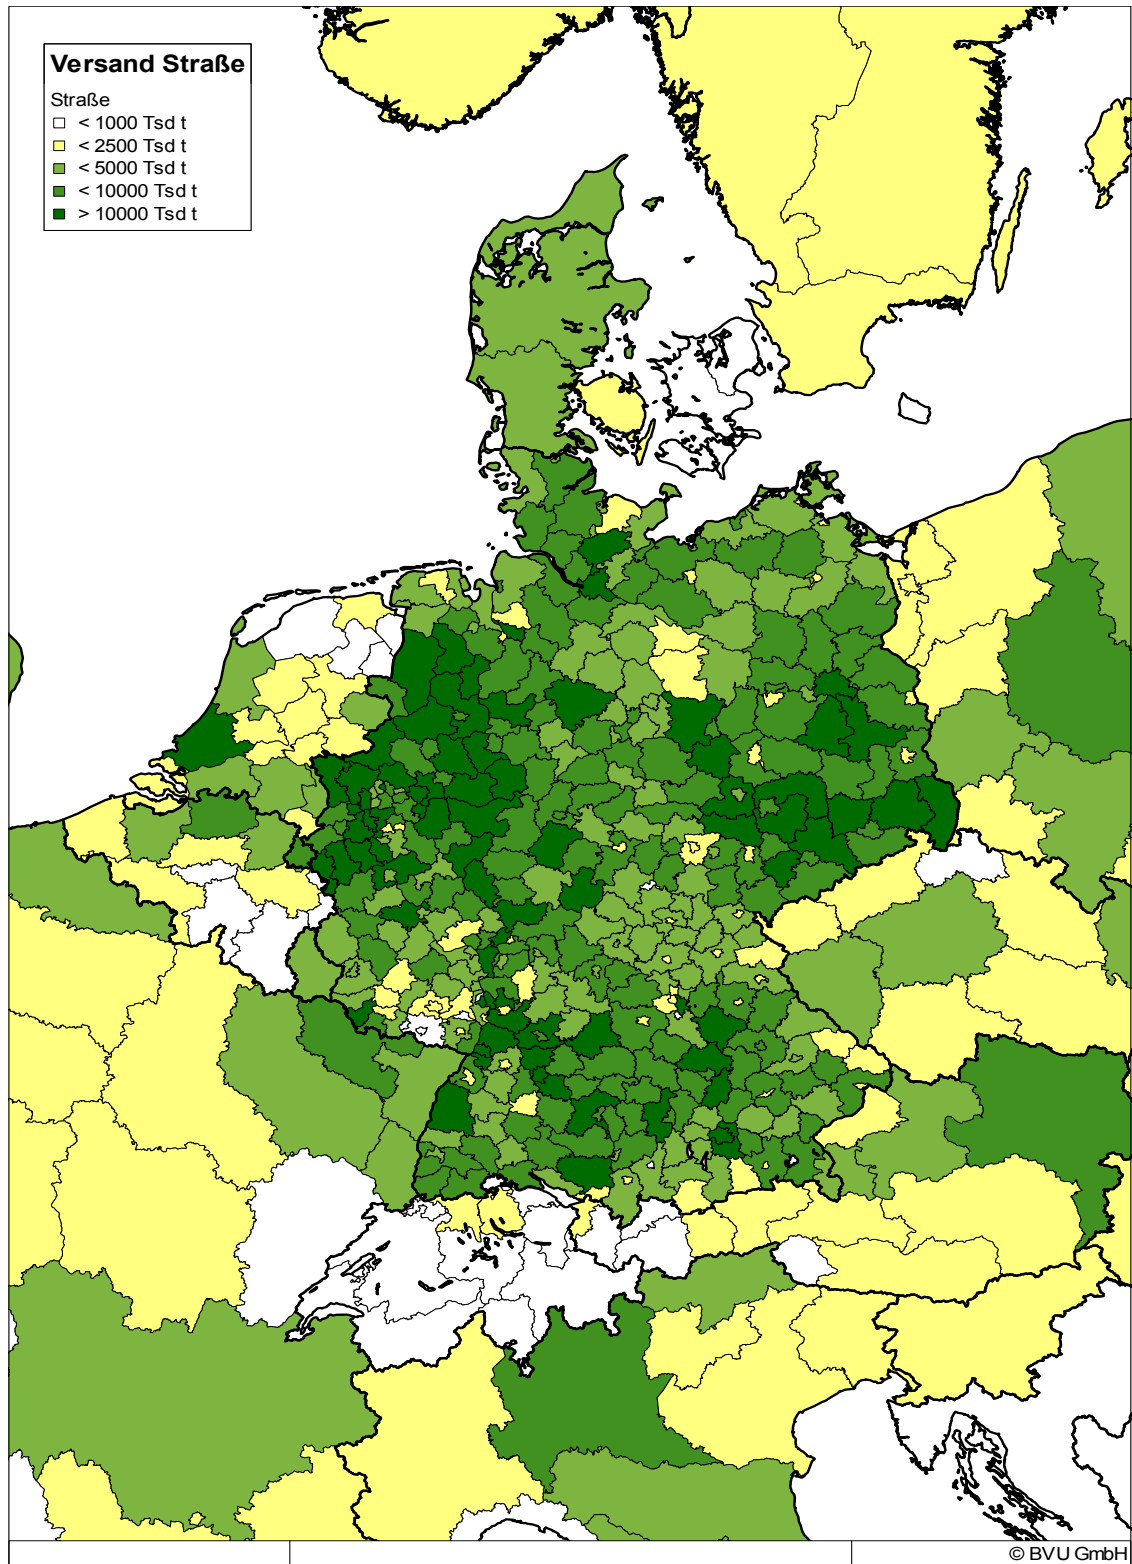 Versand Straße
Straße
< 1000 Tsd t
< 2500 Tsd t
< 5000 Tsd t
< 10000 Tsd t
> 10000 Tsd t
© BVU GmbH